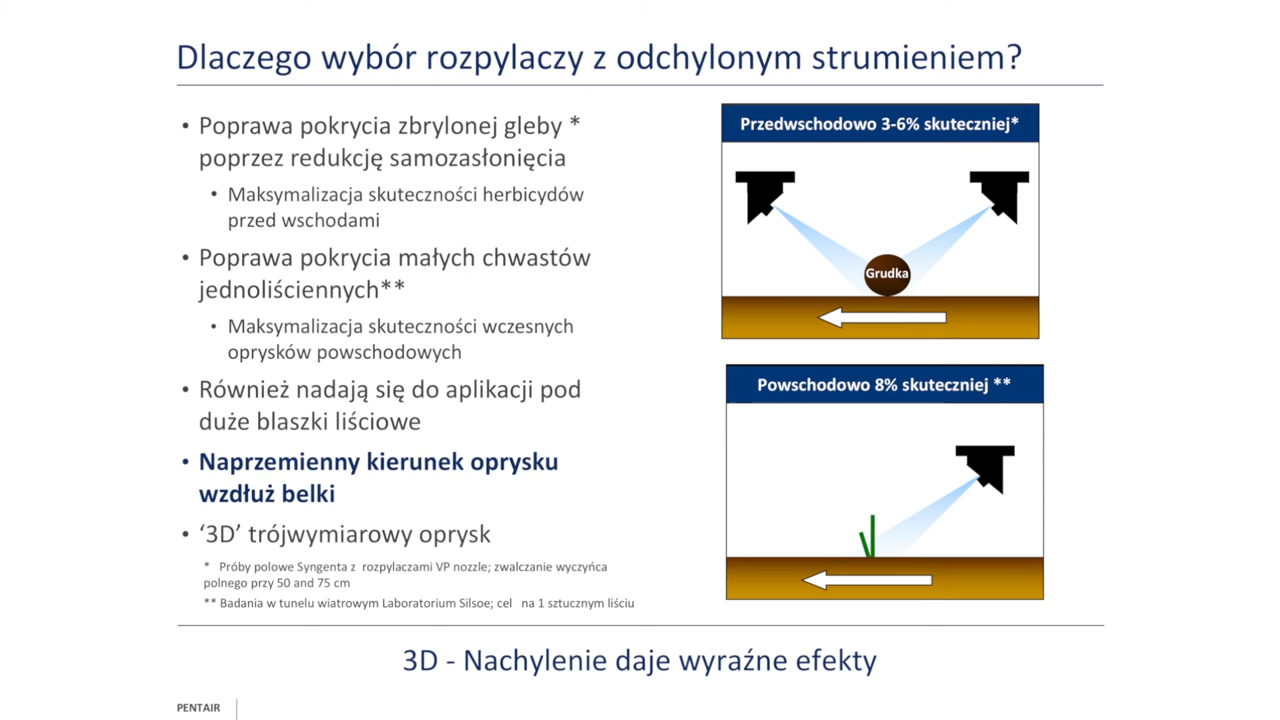 Dlaczego wybór rozpylaczy z odchylonym strumieniem?
• Poprawa pokrycia zbrylonej gleby *
poprzez redukcję samozasłonięcia
• Maksymalizacja skuteczności herbicydów
przed wschodami
• Poprawa pokrycia małych chwastów
jednoliściennych**
• Maksymalizacja skuteczności wczesnych
oprysków powschodowych
• Również nadają się do aplikacji pod
duże blaszki liściowe
• Naprzemienny kierunek oprysku
wzdłuż belki
• ‘3D’ trójwymiarowy oprysk
* Próby polowe Syngenta z rozpylaczami VP nozzle; zwalczanie wyczyńca
polnego przy 50 and 75 cm
** Badania w tunelu wiatrowym Laboratorium Silsoe; cel na 1 sztucznym liściu
Przedwschodowo 3-6% skuteczniej*
Grudka
Powschodowo 8% skuteczniej **
3D - Nachylenie daje wyraźne efekty
PENTAIR